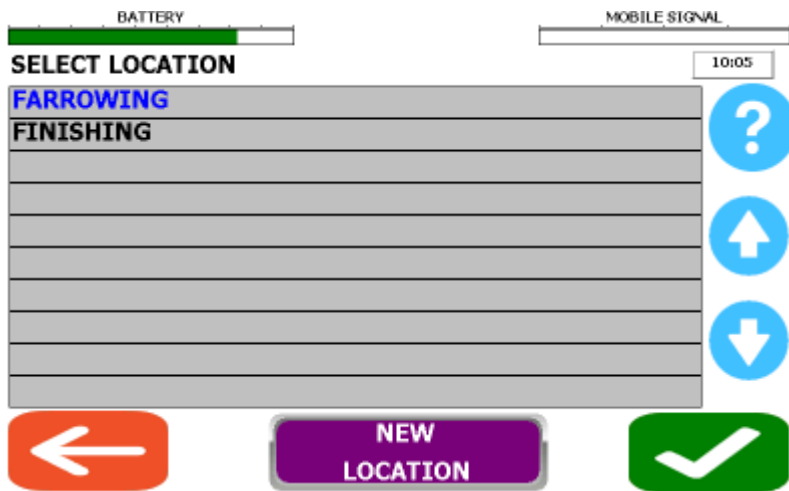 BATTERY
MOBILE SIGNAL
SELECT LOCATION
10:05
FARROWING
FINISHING
?
NEW
LOCATION